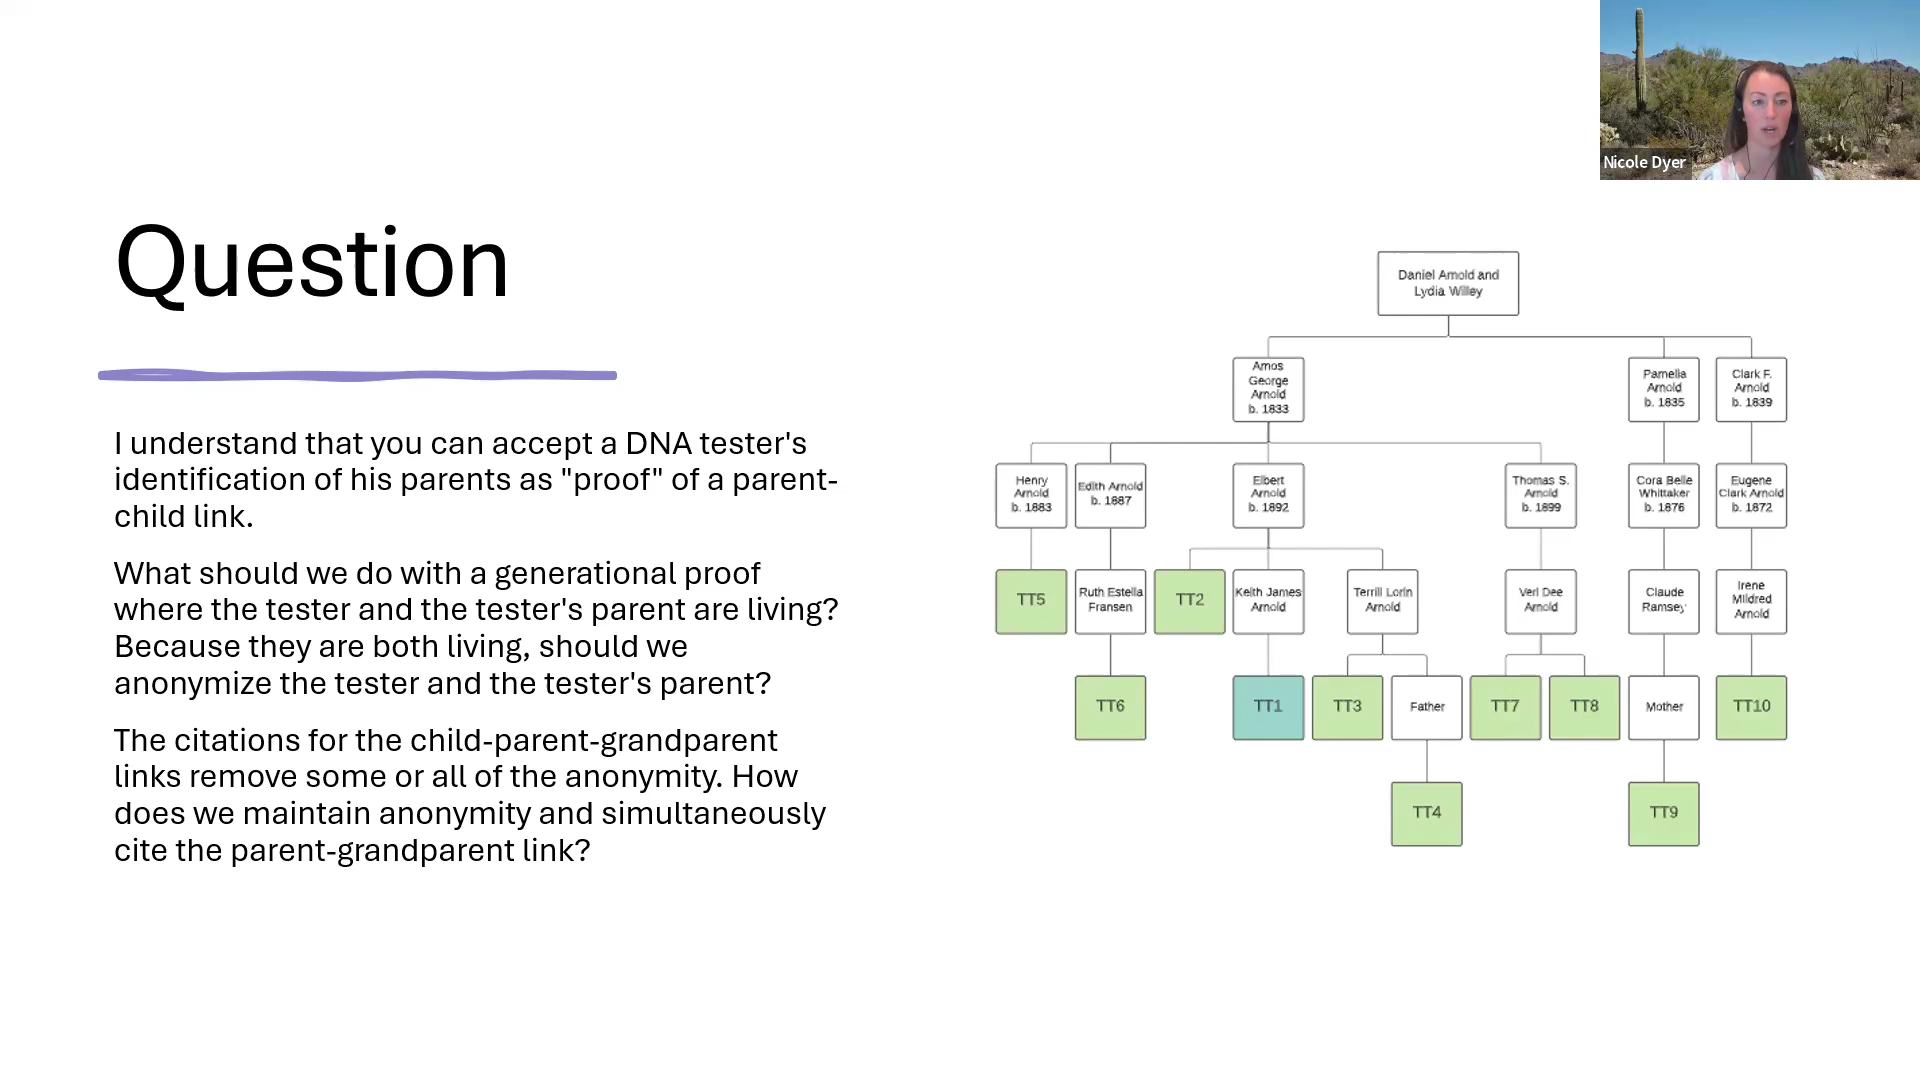 Nicole Dyer
Question
I understand that you can accept a DNA tester's
identification of his parents as "proof" of a parent-
child link.
What should we do with a generational proof
where the tester and the tester's parent are living?
Because they are both living, should we
anonymize the tester and the tester's parent?
The citations for the child-parent-grandparent
links remove some or all of the anonymity. How
does we maintain anonymity and simultaneously
cite the parent-grandparent link?
Daniel Arnold and
Lydia Willey
Amos
George
Arnold
b. 1833
Pamelia
Arnold
b. 1835
Clark F.
Arnold
b. 1839
Henry
Arnold
b. 1883
Edith Arnold
b. 1887
Elbert
Arnold
b. 1892
Thomas S.
Arnold
b. 1899
Cora Belle
Whittaker
b. 1876
Eugene
Clark Arnold
b. 1872
TT5
Ruth Estella
Fransen
TT2
Keith James
Arnold
Terrill Lorin
Arnold
Verl Dee
Arnold
Claude
Ramsey
Irene
Mildred
Arnold
TT6
TT1
TT3
Father
TT7
TT8
Mother
TT10
TT4
TT9